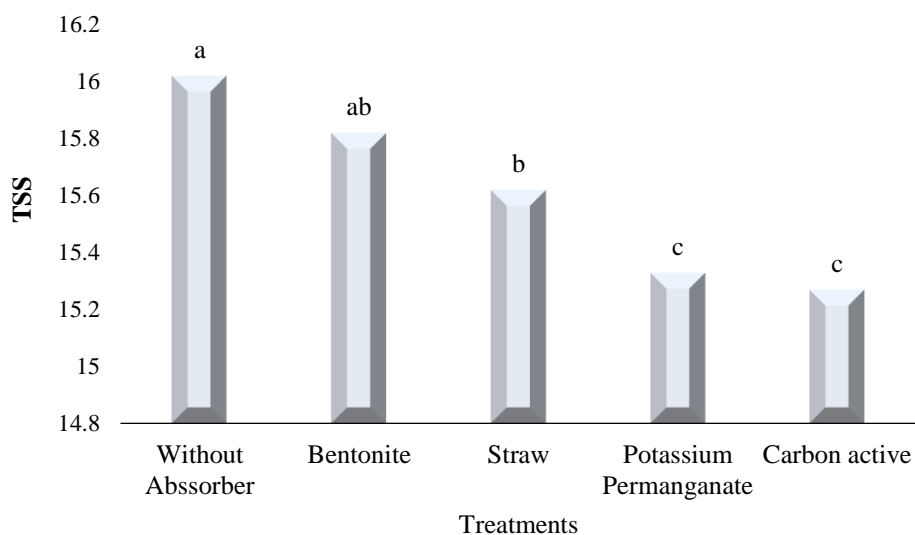 16.2
16
15.8
15.6
15.4
15.2
15
14.8
TSS
a
ab
b
c
c
Without
Abssorber
Bentonite
Straw
Potassium
Permanganate
Carbon active
Treatments